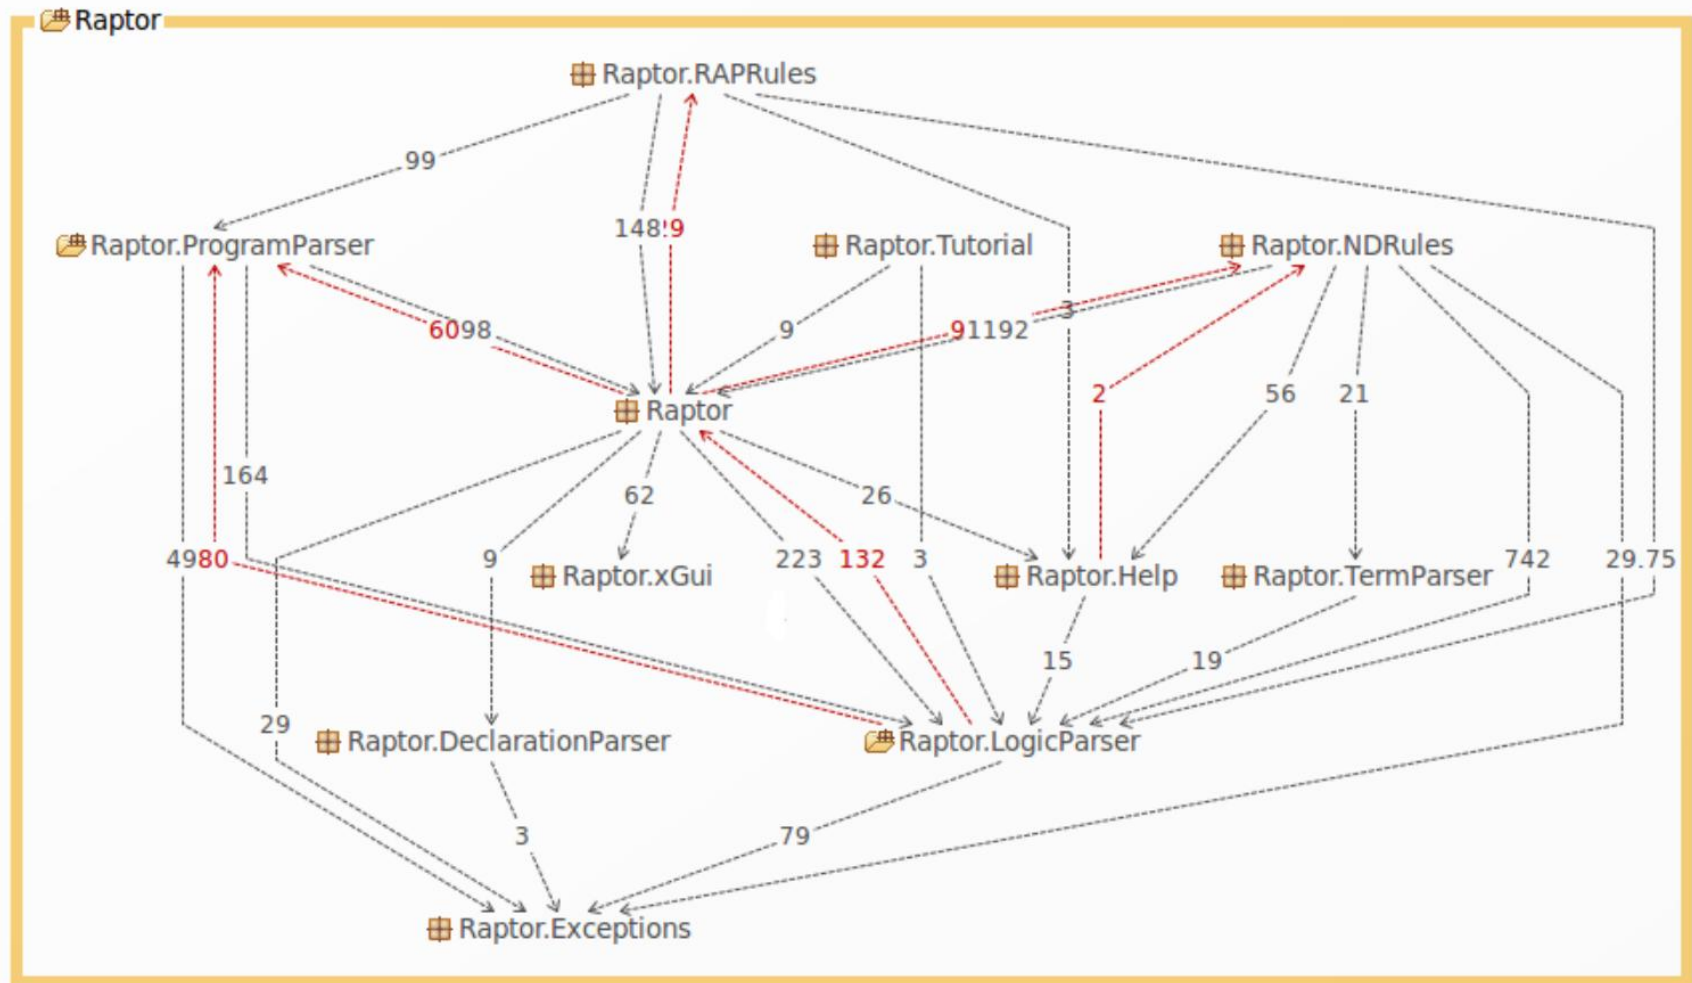 Raptor
Raptor.RAPRules
99
148 9
Raptor.ProgramParser Raptor.Tutorial Raptor.NDRules
3
6098 9 91192
Raptor
2 56 21
164
62 26
4980 9 223 132 3 742 29.75
Raptor.xGui Raptor.Help Raptor.TermParser
15 19
29
Raptor.DeclarationParser Raptor.LogicParser
3 79
Raptor.Exceptions